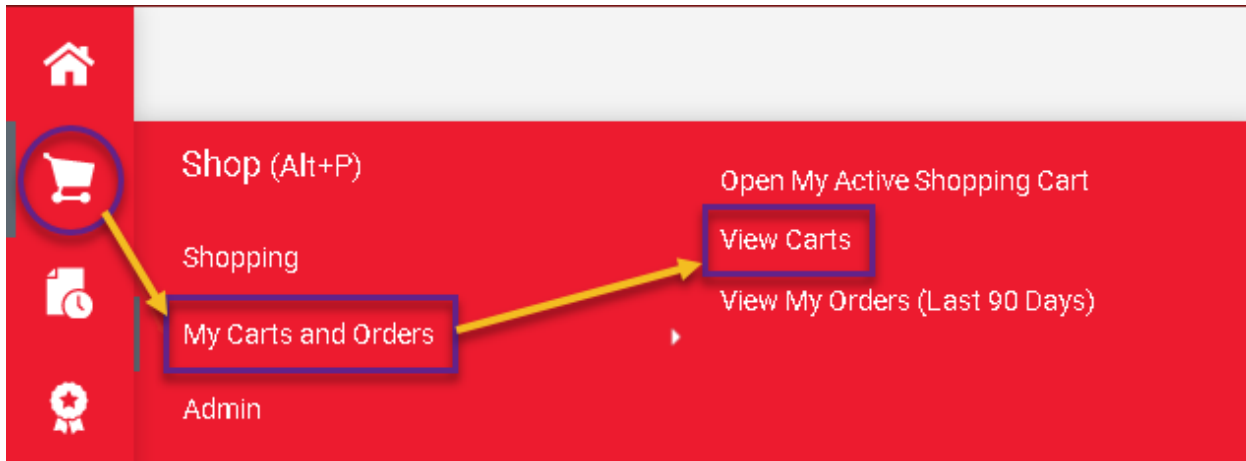 Shop (Alt+P)
Shopping
My Carts and Orders
Admin
Open My Active Shopping Cart
View Carts
View My Orders (Last 90 Days)